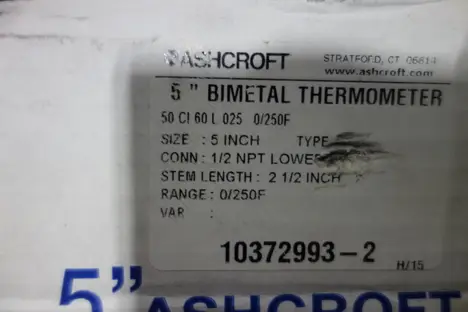 ASHCROFT
STRATFORD, CT 06614
www.ashcroft.com
5 " BIMETAL THERMOMETER
50 CI 60 L 025 0/250F
SIZE : 5 INCH TYPE
CONN : 1/2 NPT LOWER
STEM LENGTH : 2 1/2 INCH
RANGE : 0/250F
VAR :
10372993-2
H/15
5" ASHCROFT